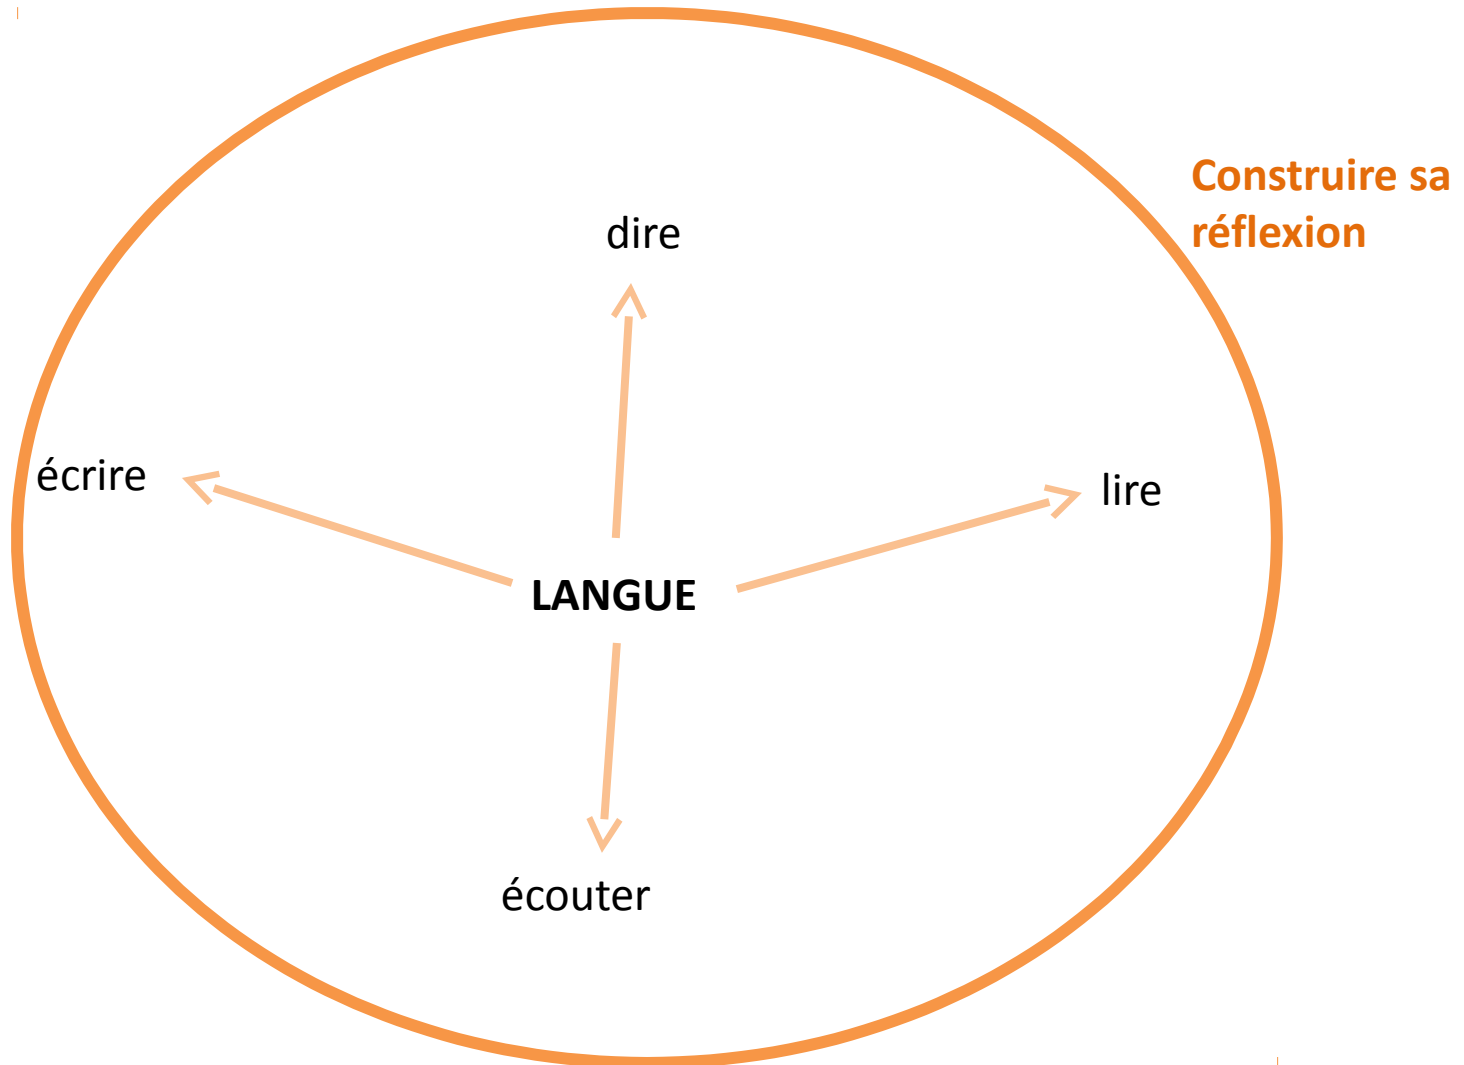 Construire sa
réflexion
dire
écrire
lire
LANGUE
écouter